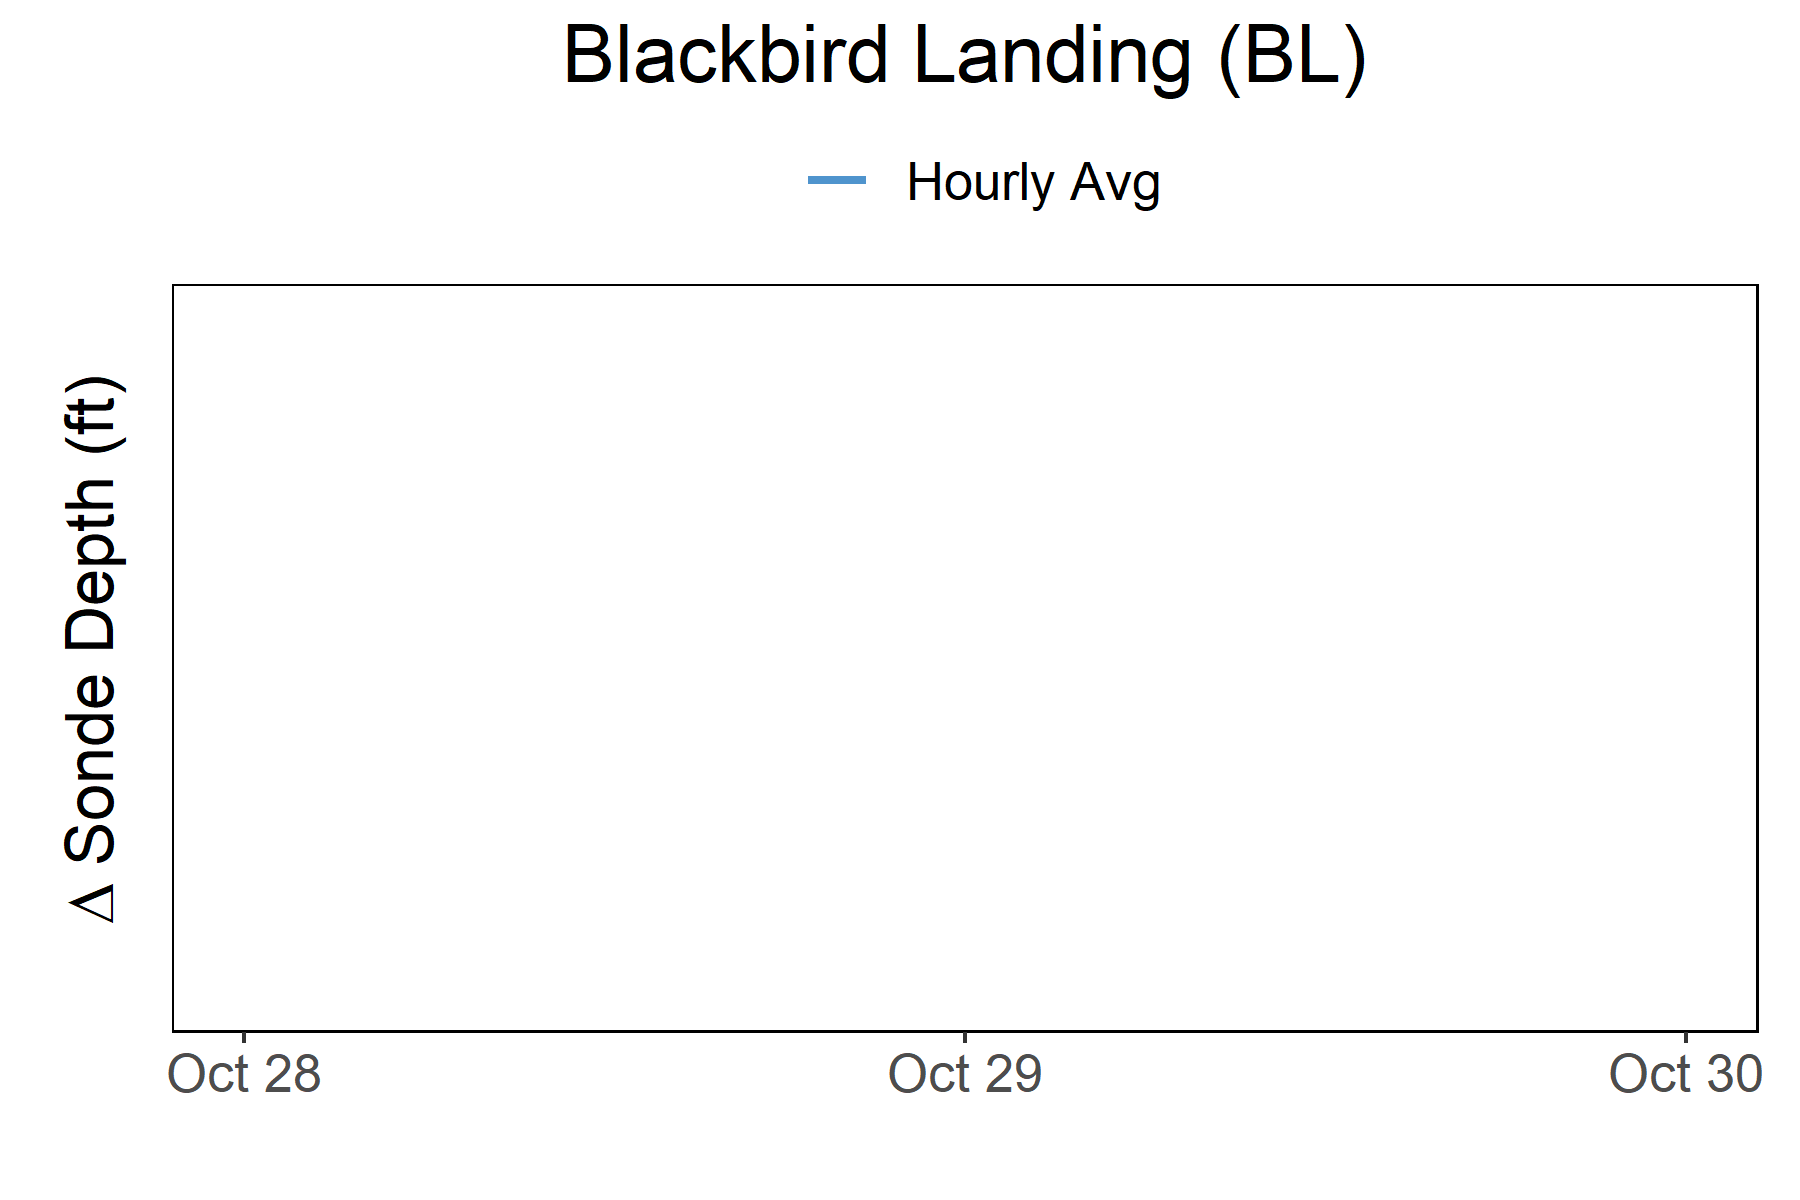 Blackbird Landing (BL)
Hourly Avg
Δ Sonde Depth (ft)
Oct 28
Oct 29
Oct 30